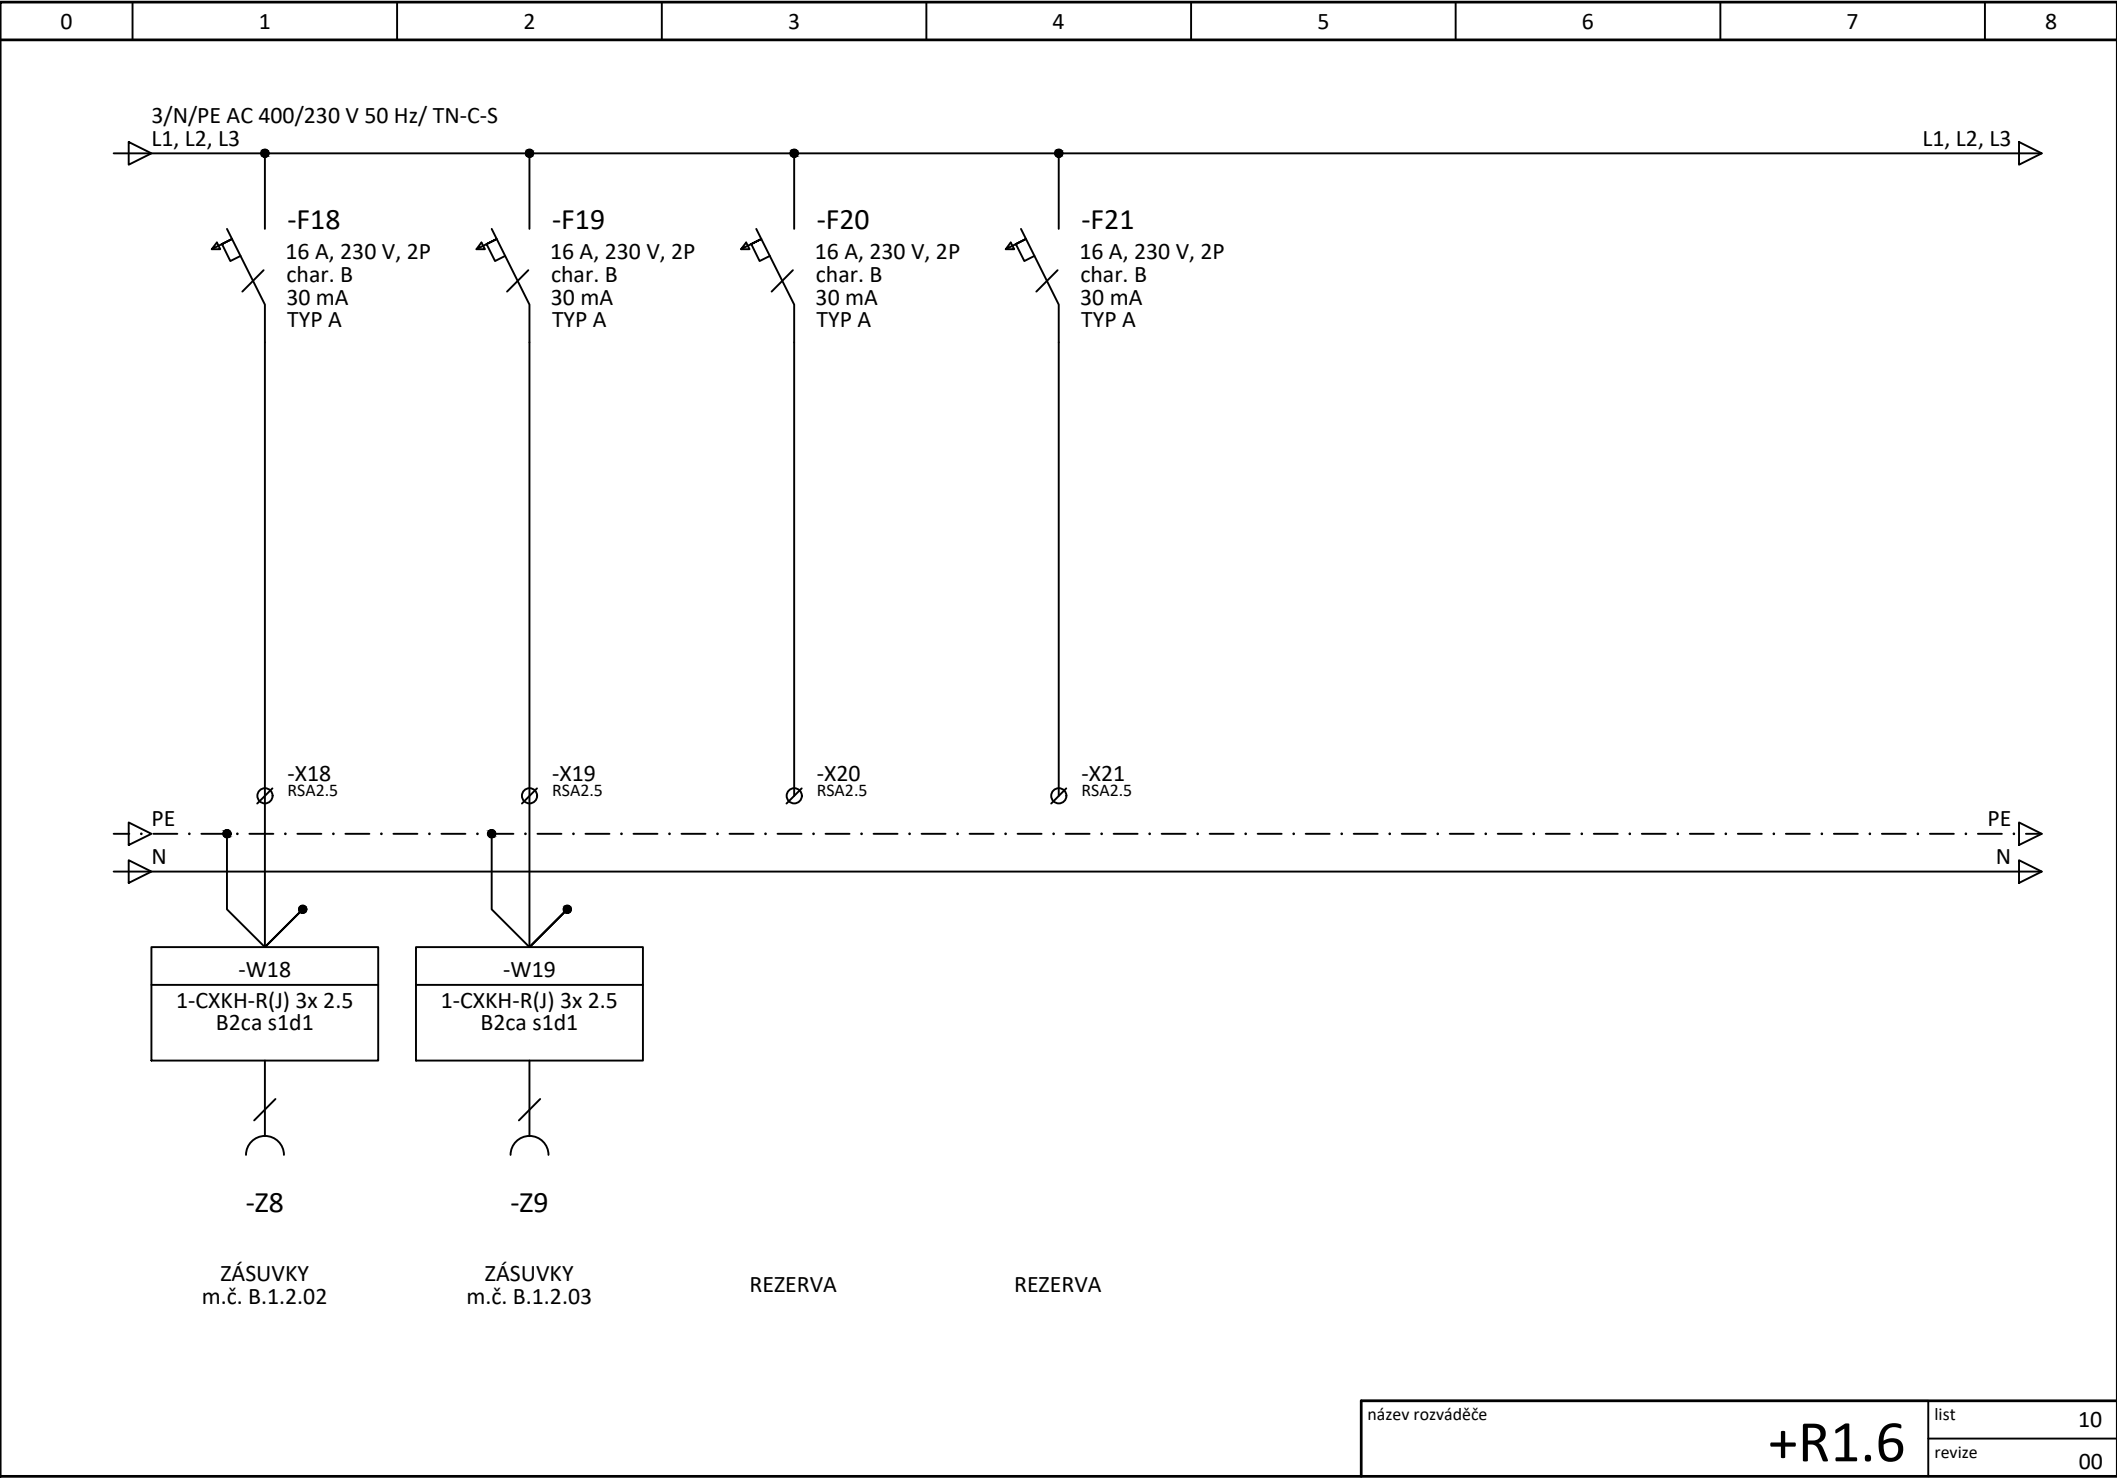 0 1 2 3 4 5 6 7 8
3/N/PE AC 400/230 V 50 Hz/ TN-C-S
L1, L2, L3 L1, L2, L3
-F18 -F19 -F20 -F21
16 A, 230 V, 2P 16 A, 230 V, 2P 16 A, 230 V, 2P 16 A, 230 V, 2P
char. B char. B char. B char. B
30 mA 30 mA 30 mA 30 mA
TYP A TYP A TYP A TYP A
-X18 -X19 -X20 -X21
RSA2.5 RSA2.5 RSA2.5 RSA2.5
PE PE
N N
-W18 -W19
1-CXKH-R(J) 3x 2.5 1-CXKH-R(J) 3x 2.5
B2ca s1d1 B2ca s1d1
-Z8 -Z9
ZÁSUVKY ZÁSUVKY
m.č. B.1.2.02 m.č. B.1.2.03
REZERVA REZERVA
název rozváděče
+R1.6
list 10
revize 00